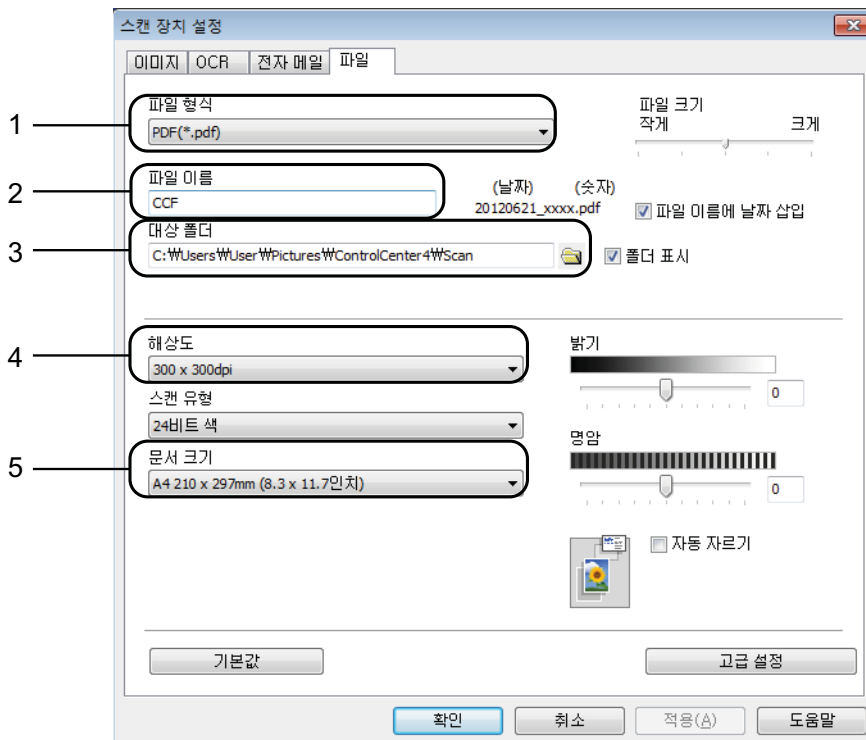 스캔 장치 설정
이미지 OCR 전자 메일 파일
1
파일 형식
PDF(*.pdf)
파일 크기
작게 크게
2
파일 이름
CCF
(날짜) (숫자)
20120621_xxxx.pdf
파일 이름에 날짜 삽입
3
대상 폴더
C:₩Users₩User₩Pictures₩ControlCenter4₩Scan
폴더 표시
4
해상도
300 x 300dpi
스캔 유형
24비트 색
5
문서 크기
A4 210 x 297mm (8.3 x 11.7인치)
밝기
0
명암
0
자동 자르기
기본값 고급 설정
확인 취소 적용(A) 도움말